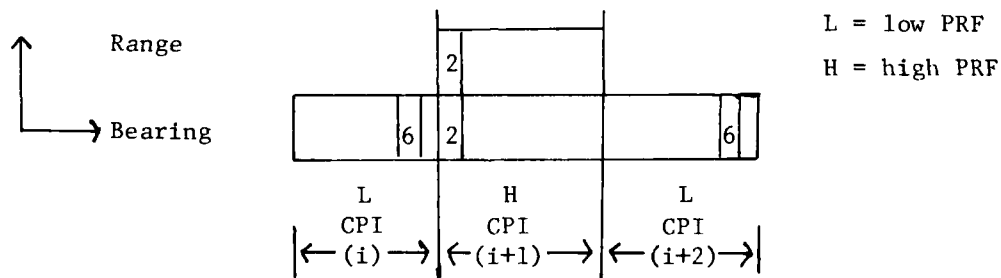 L = low PRF
Range
H = high PRF
2
Bearing
6 2 6
L H L
CPI CPI CPI
(i) (i+1) (i+2)